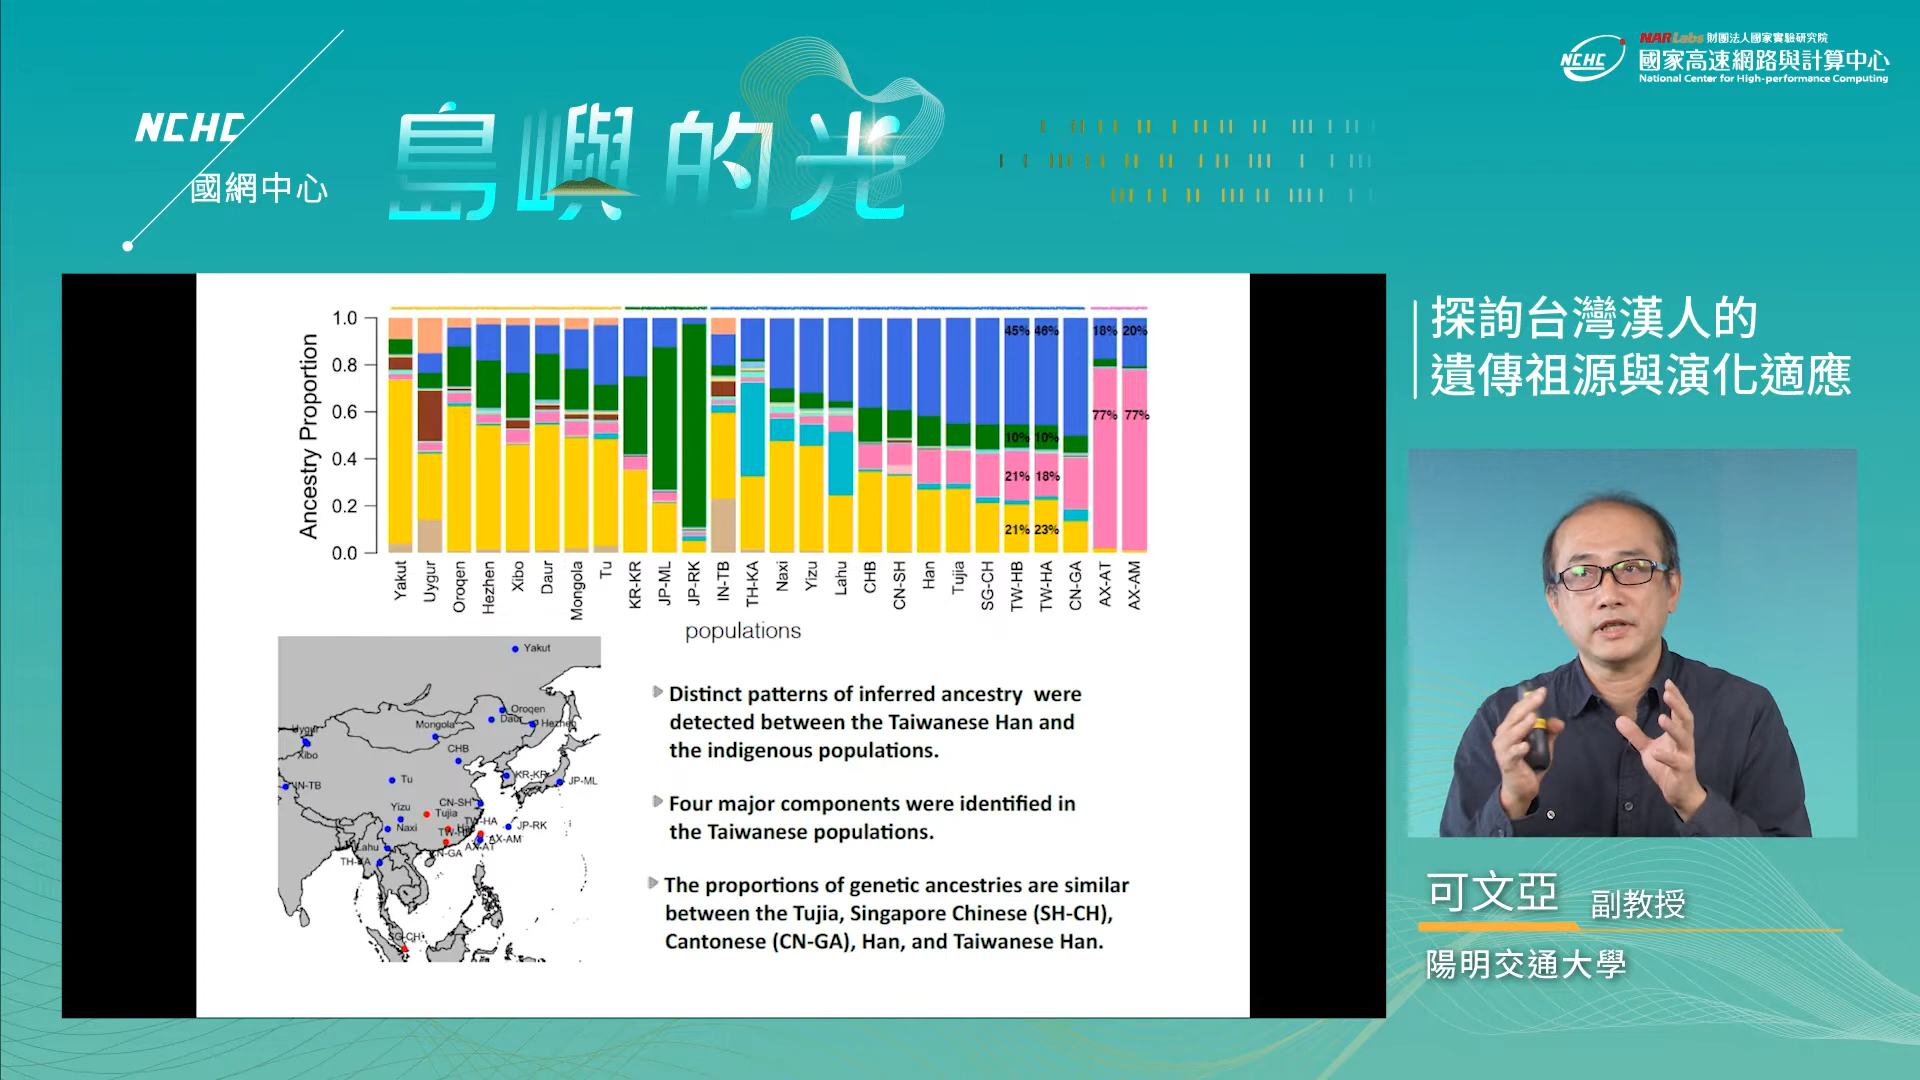 NCHC
國網中心
島嶼的光
NARLabs 財團法人國家實驗研究院
NCHC
國家高速網路與計算中心
National Center for High-performance Computing
探詢台灣漢人的
遺傳祖源與演化適應
可文亞 副教授
陽明交通大學
Ancestry Proportion
1.0
0.8
0.6
0.4
0.2
0.0
45% 46% 18% 20%
77% 77%
10% 10%
21% 18%
21% 23%
Yakut Uygur Oroqen Hezhen Xibo Daur Mongola Tu KR-KR JP-ML JP-RK IN-TB TH-KA Naxi Yizu Lahu CHB CN-SH Han Tujia SG-CH TW-HB TW-HA CN-GA AX-AT AX-AM
populations
Yakut
Oroqen
Daur
Hezhen
Mongola
Uygur
Xibo
CHB
KR-KR
JP-ML
Tu
IN-TB
CN-SH
Yizu
Tujia
TW-HA
JP-RK
Naxi
AX-AM
Lahu
AX-AT
CN-GA
TH-KA
SG-CH
Distinct patterns of inferred ancestry were
detected between the Taiwanese Han and
the indigenous populations.
Four major components were identified in
the Taiwanese populations.
The proportions of genetic ancestries are similar
between the Tujia, Singapore Chinese (SH-CH),
Cantonese (CN-GA), Han, and Taiwanese Han.